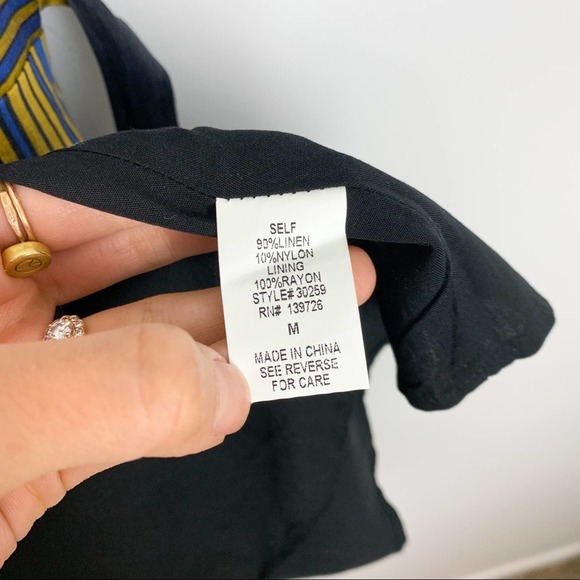 SELF
90%LINEN
10%NYLON
LINING
100%RAYON
STYLE# 30259
RN# 139726
M
MADE IN CHINA
SEE REVERSE
FOR CARE